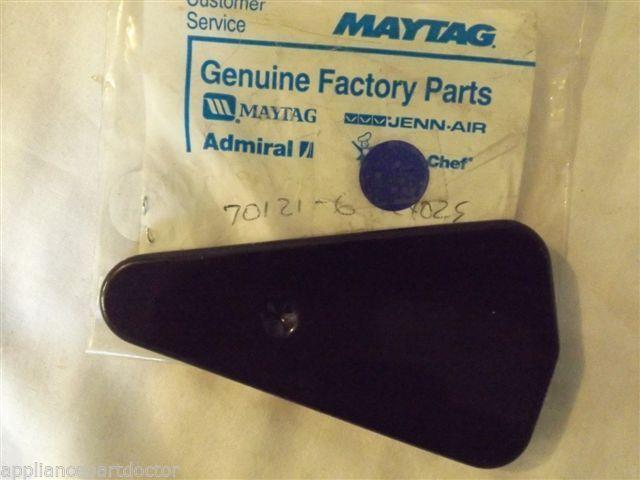 Customer
Service
MAYTAG
Genuine Factory Parts
MAYTAG
JENN-AIR
Admiral
Chef
70121-6
appliancepartdoctor